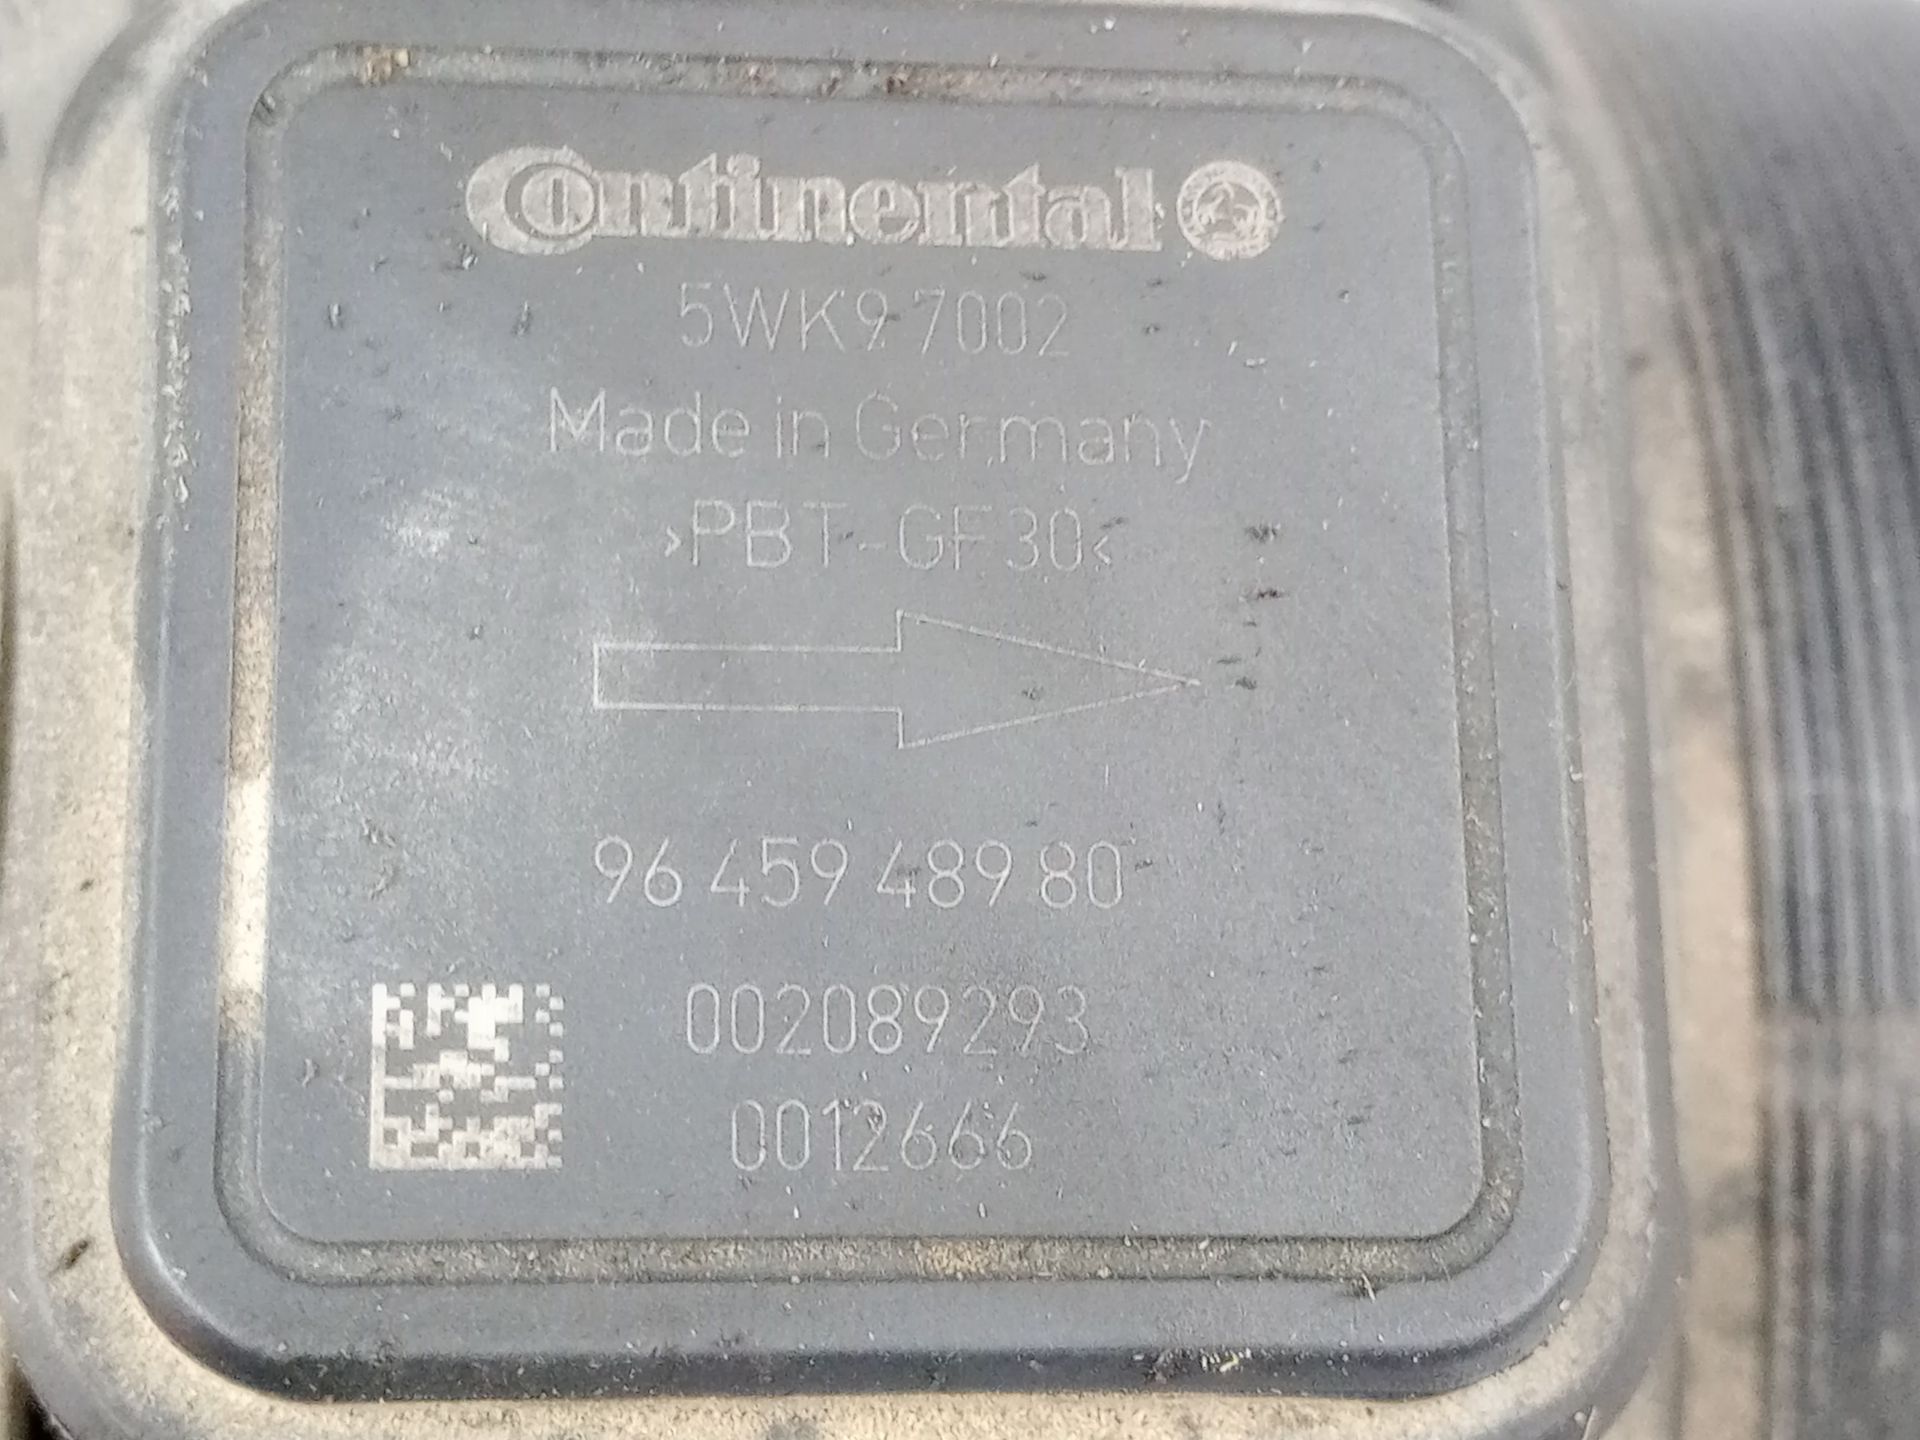 Continental
5WK9 7002
Made in Germany
>PBT-GF30<
96 459 489 80
002089293
0012666